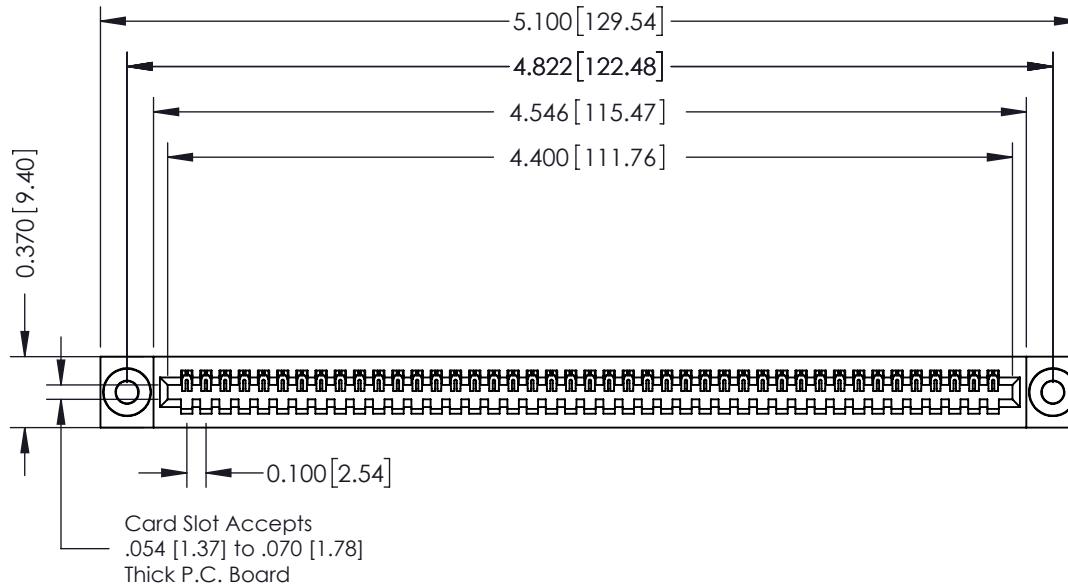 5.100 [129.54]
4.822 [122.48]
4.546 [115.47]
4.400 [111.76]
0.370 [9.40]
0.100 [2.54]
Card Slot Accepts
.054 [1.37] to .070 [1.78]
Thick P.C. Board